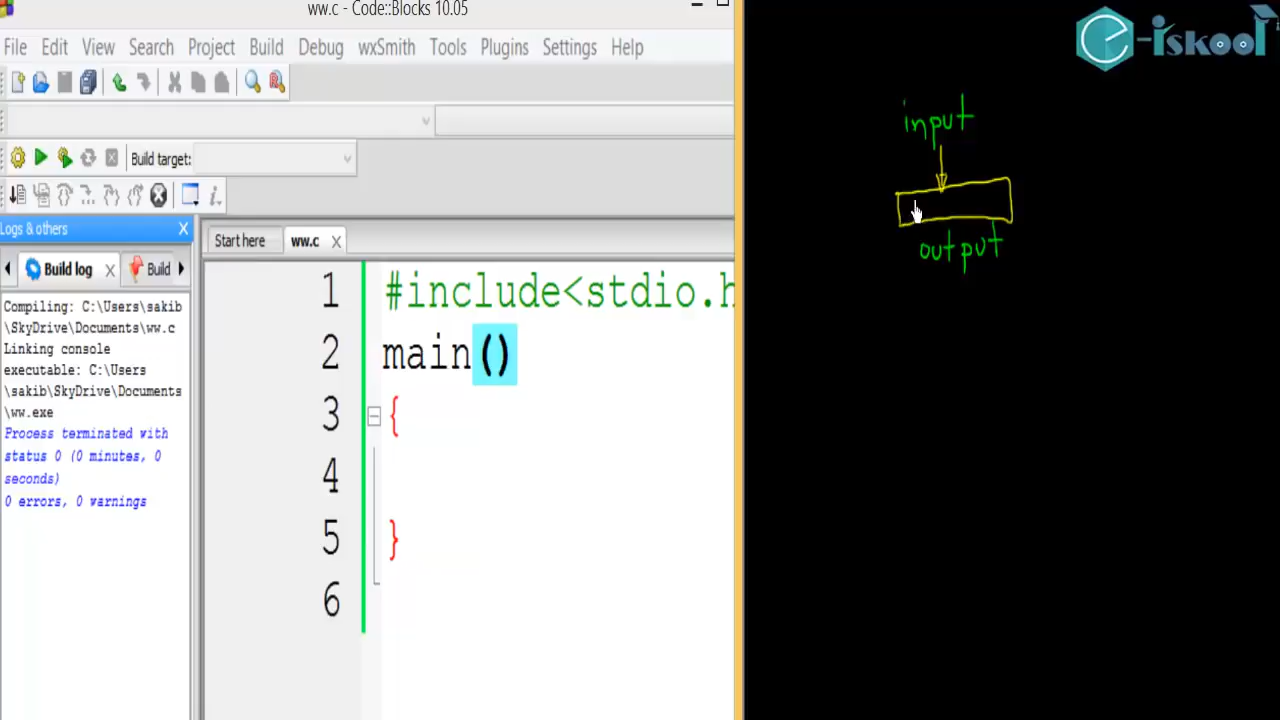 ww.c - Code::Blocks 10.05
File Edit View Search Project Build Debug wxSmith Tools Plugins Settings Help
Build target:
Logs & others
Build log
Build
Start here
ww.c
Compiling: C:\Users\sakib
\SkyDrive\Documents\ww.c
Linking console
executable: C:\Users
\sakib\SkyDrive\Documents
\ww.exe
Process terminated with
status 0 (0 minutes, 0
seconds)
0 errors, 0 warnings
1 #include<stdio.h
2 main()
3 {
4
5 }
6
e-iskool
input
output